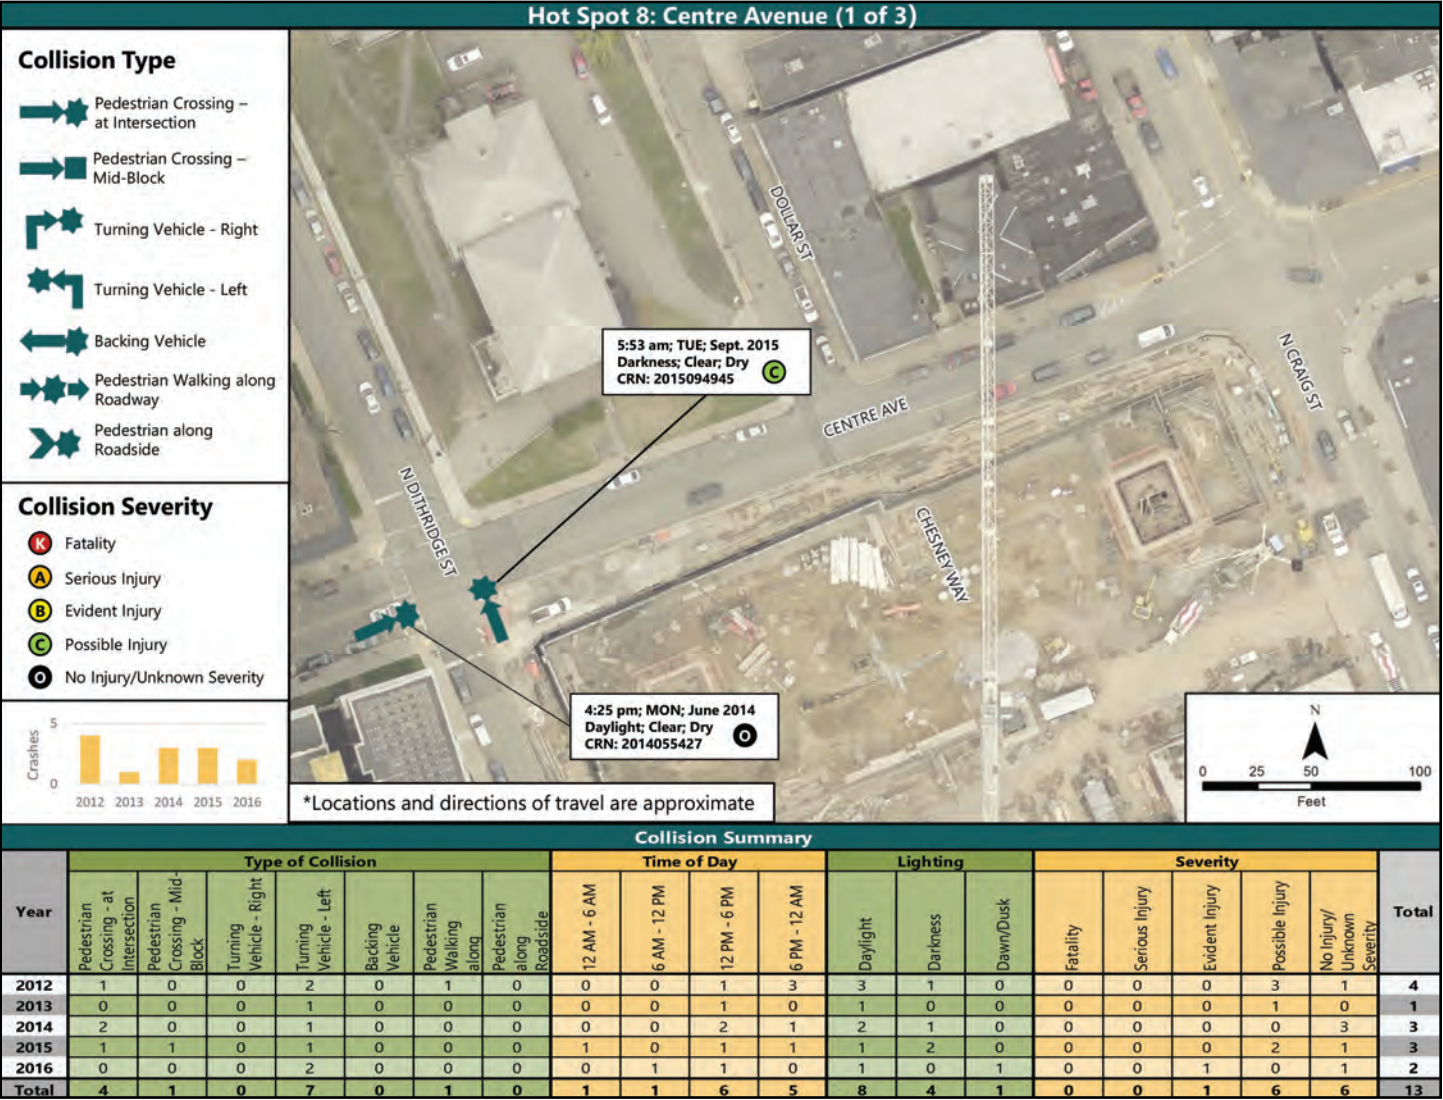 Hot Spot 8: Centre Avenue (1 of 3)
Collision Type
Pedestrian Crossing –
at Intersection
Pedestrian Crossing –
Mid-Block
Turning Vehicle - Right
Turning Vehicle - Left
Backing Vehicle
Pedestrian Walking along
Roadway
Pedestrian along
Roadside
Collision Severity
K Fatality
A Serious Injury
B Evident Injury
C Possible Injury
O No Injury/Unknown Severity
5
Crashes
0
2012 2013 2014 2015 2016
DOLLAR ST
5:53 am; TUE; Sept. 2015
Darkness; Clear; Dry
CRN: 2015094945
C
N CRAIG ST
CENTRE AVE
N DITHRIDGE ST
CHESNEY WAY
4:25 pm; MON; June 2014
Daylight; Clear; Dry
CRN: 2014055427
O
*Locations and directions of travel are approximate
N
0 25 50 100
Feet
Collision Summary
Type of Collision Time of Day Lighting Severity
Year
Pedestrian
Crossing - at
Intersection
Pedestrian
Crossing - Mid-
Block
Turning
Vehicle - Right
Turning
Vehicle - Left
Backing
Vehicle
Pedestrian
Walking
along
Pedestrian
along
Roadside
12 AM - 6 AM
6 AM - 12 PM
12 PM - 6 PM
6 PM - 12 AM
Daylight
Darkness
Dawn/Dusk
Fatality
Serious Injury
Evident Injury
Possible Injury
No Injury/
Unknown
Severity
Total
2012 1 0 0 2 0 1 0 0 0 1 3 3 1 0 0 0 0 3 1 4
2013 0 0 0 1 0 0 0 0 0 1 0 1 0 0 0 0 0 1 0 1
2014 2 0 0 1 0 0 0 0 0 2 1 2 1 0 0 0 0 0 3 3
2015 1 1 0 1 0 0 0 1 0 1 1 1 2 0 0 0 0 2 1 3
2016 0 0 0 2 0 0 0 0 1 1 0 1 0 1 0 0 1 0 1 2
Total 4 1 0 7 0 1 0 1 1 6 5 8 4 1 0 0 1 6 6 13